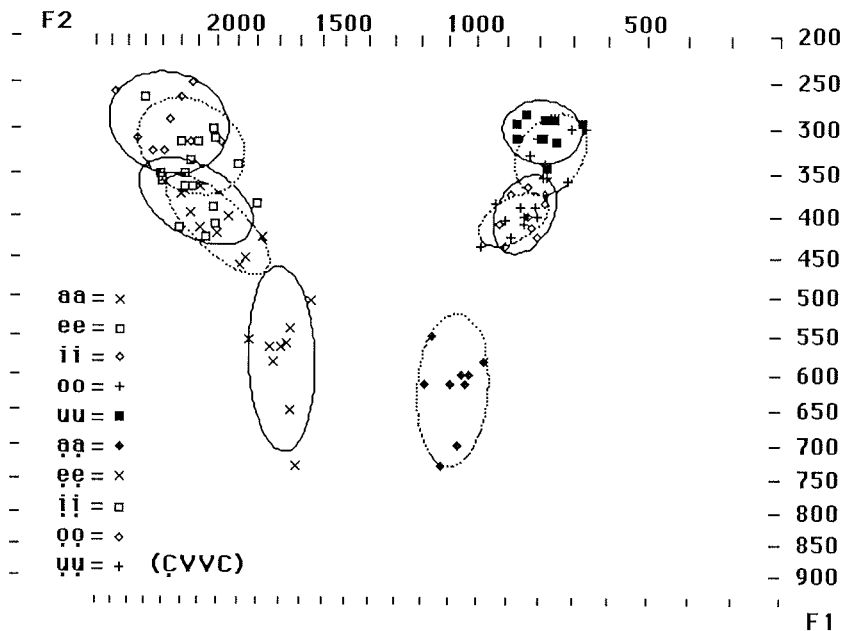 F2 2000 1500 1000 500
200
250
300
350
400
450
aa = × 500
ee = □ 550
ii = ◇ 600
oo = + 650
uu = ■ 700
ạạ = ◆ 750
ẹẹ = × 800
ịị = □ 850
ọọ = ◇ 900
ụụ = + (C̣VVC)
F1